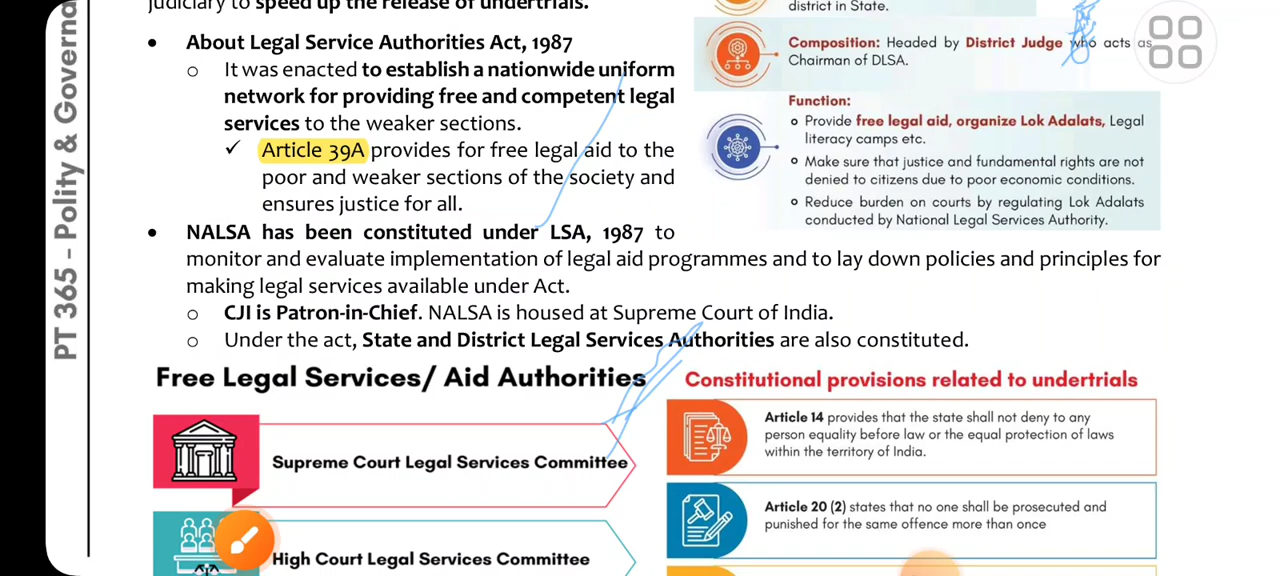 PT 365 – Polity & Governa
judiciary to speed up the release of undertrials.
• About Legal Service Authorities Act, 1987
o It was enacted to establish a nationwide uniform
network for providing free and competent legal
services to the weaker sections.
✓ Article 39A provides for free legal aid to the
poor and weaker sections of the society and
ensures justice for all.
• NALSA has been constituted under LSA, 1987 to
monitor and evaluate implementation of legal aid programmes and to lay down policies and principles for
making legal services available under Act.
o CJI is Patron-in-Chief. NALSA is housed at Supreme Court of India.
o Under the act, State and District Legal Services Authorities are also constituted.
district in State.
Composition: Headed by District Judge who acts as
Chairman of DLSA.
Function:
o Provide free legal aid, organize Lok Adalats, Legal
literacy camps etc.
o Make sure that justice and fundamental rights are not
denied to citizens due to poor economic conditions.
o Reduce burden on courts by regulating Lok Adalats
conducted by National Legal Services Authority.
Free Legal Services/ Aid Authorities
Supreme Court Legal Services Committee
High Court Legal Services Committee
Constitutional provisions related to undertrials
Article 14 provides that the state shall not deny to any
person equality before law or the equal protection of laws
within the territory of India.
Article 20 (2) states that no one shall be prosecuted and
punished for the same offence more than once